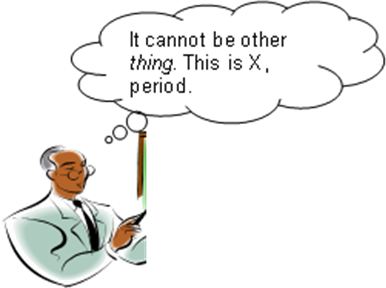 It cannot be other
thing. This is X,
period.